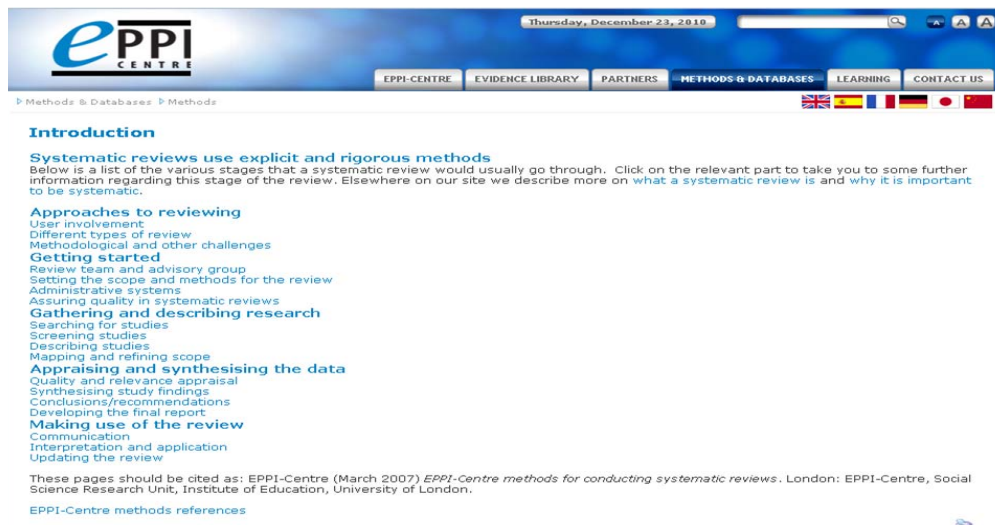 ePPI
CENTRE
Thursday, December 23, 2010
A A A
EPPI-CENTRE EVIDENCE LIBRARY PARTNERS METHODS & DATABASES LEARNING CONTACT US
Methods & Databases Methods
Introduction
Systematic reviews use explicit and rigorous methods
Below is a list of the various stages that a systematic review would usually go through. Click on the relevant part to take you to some further
information regarding this stage of the review. Elsewhere on our site we describe more on what a systematic review is and why it is important
to be systematic.
Approaches to reviewing
User involvement
Different types of review
Methodological and other challenges
Getting started
Review team and advisory group
Setting the scope and methods for the review
Administrative systems
Assuring quality in systematic reviews
Gathering and describing research
Searching for studies
Screening studies
Describing studies
Mapping and refining scope
Appraising and synthesising the data
Quality and relevance appraisal
Synthesising study findings
Conclusions/recommendations
Developing the final report
Making use of the review
Communication
Interpretation and application
Updating the review
These pages should be cited as: EPPI-Centre (March 2007) EPPI-Centre methods for conducting systematic reviews. London: EPPI-Centre, Social
Science Research Unit, Institute of Education, University of London.
EPPI-Centre methods references